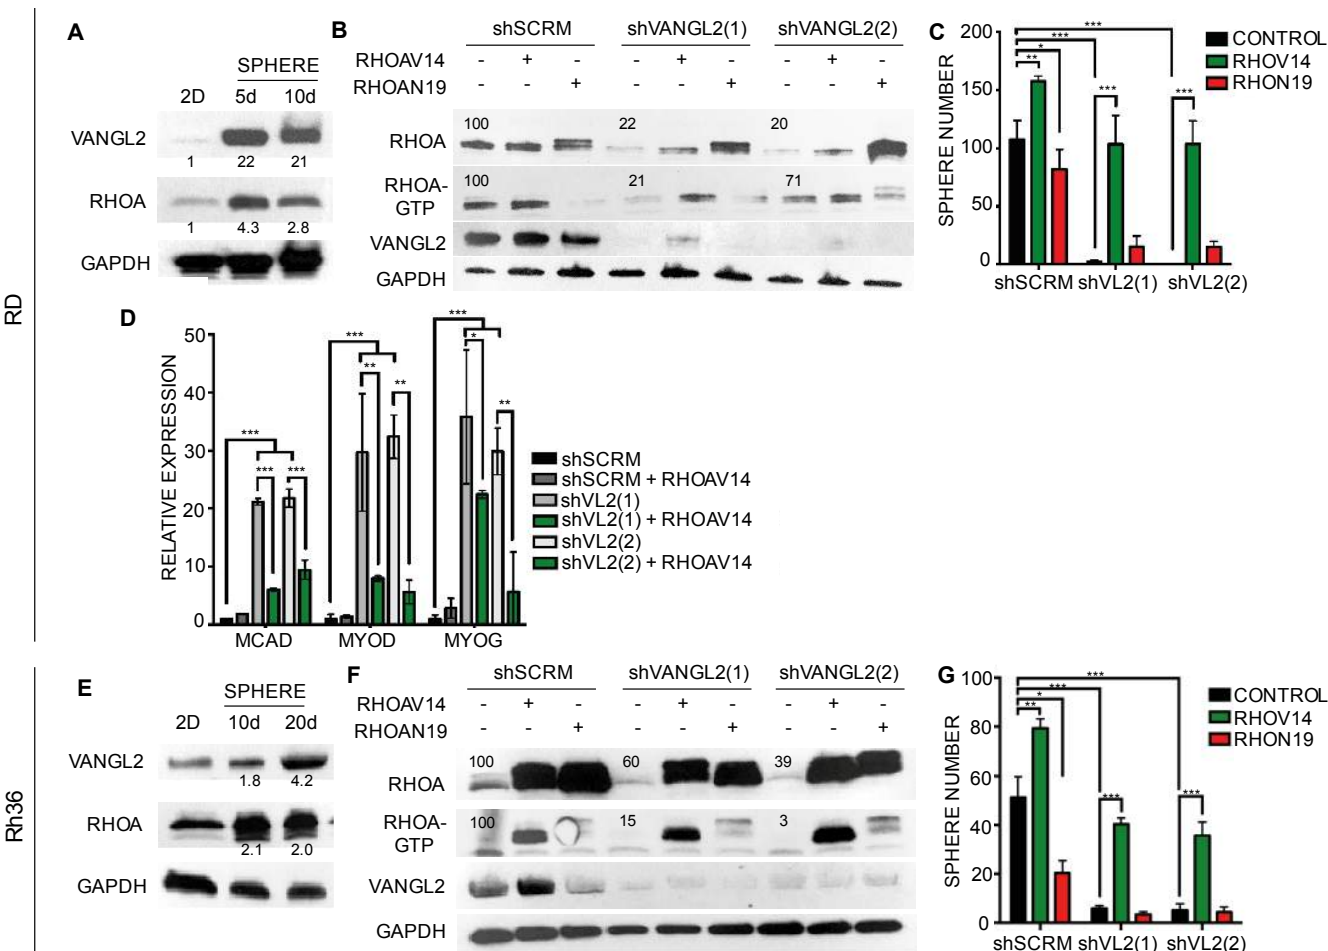 RD
A
SPHERE
2D 5d 10d
VANGL2
1 22 21
RHOA
1 4.3 2.8
GAPDH
B
shSCRM shVANGL2(1) shVANGL2(2)
RHOAV14 - + - - + - - + -
RHOAN19 - - + - - + - - +
100 22 20
RHOA
100 21 71
RHOA-
GTP
VANGL2
GAPDH
C
SPHERE NUMBER
200
150
100
50
0
***
***
*
**
***
***
shSCRM shVL2(1) shVL2(2)
CONTROL
RHOV14
RHON19
D
RELATIVE EXPRESSION
50
40
30
20
10
0
***
***
***
***
**
**
***
*
**
MCAD MYOD MYOG
shSCRM
shSCRM + RHOAV14
shVL2(1)
shVL2(1) + RHOAV14
shVL2(2)
shVL2(2) + RHOAV14
Rh36
E
SPHERE
2D 10d 20d
VANGL2
1.8 4.2
RHOA
2.1 2.0
GAPDH
F
shSCRM shVANGL2(1) shVANGL2(2)
RHOAV14 - + - - + - - + -
RHOAN19 - - + - - + - - +
100 60 39
RHOA
100 15 3
RHOA-
GTP
VANGL2
GAPDH
G
SPHERE NUMBER
100
80
60
40
20
0
***
***
*
**
***
***
shSCRM shVL2(1) shVL2(2)
CONTROL
RHOV14
RHON19